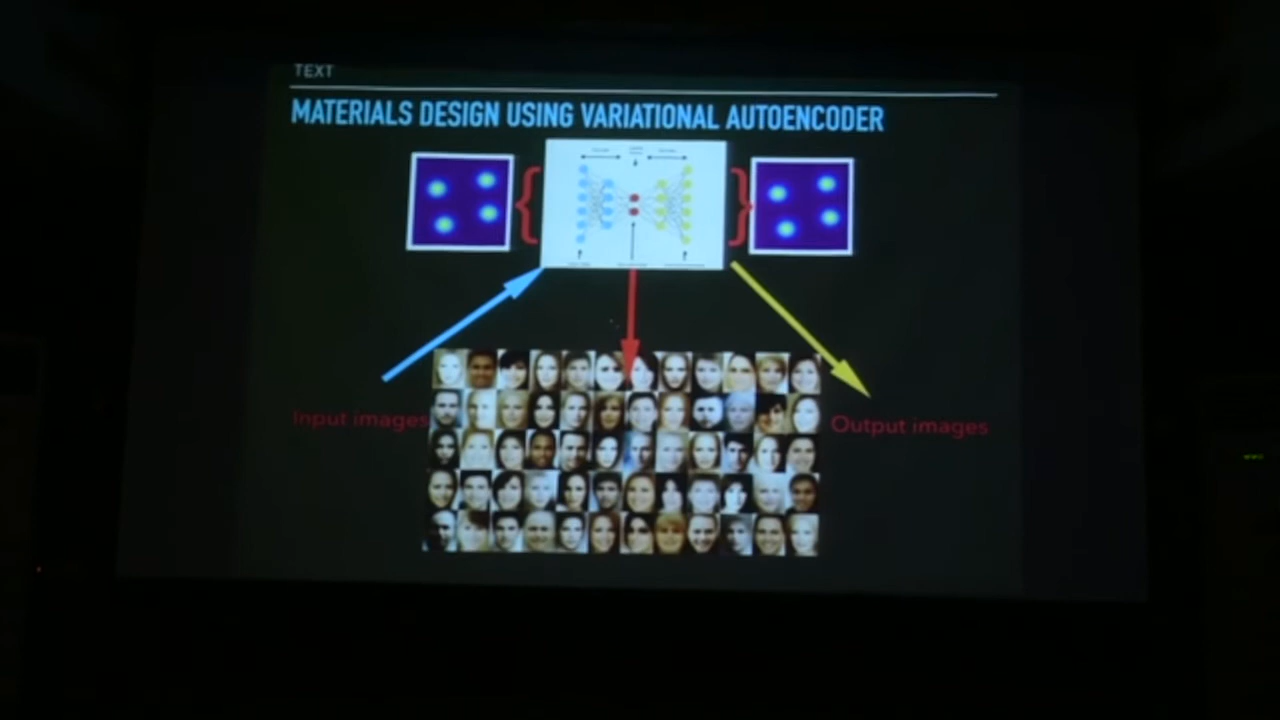 TEXT
MATERIALS DESIGN USING VARIATIONAL AUTOENCODER
Input images
Output images